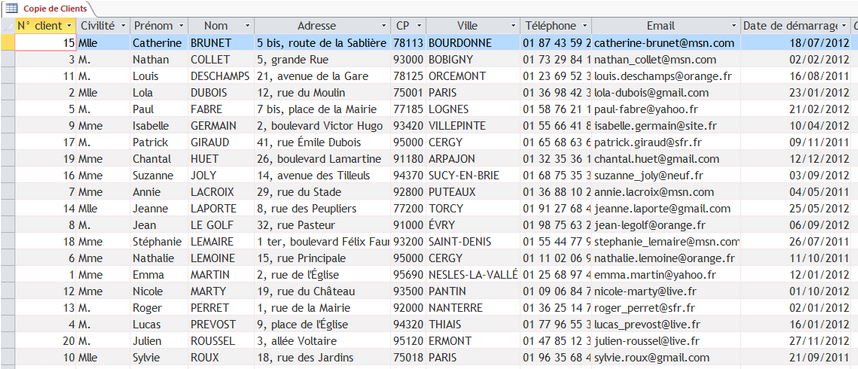 Copie de Clients
N° client Civilité Prénom Nom Adresse CP Ville Téléphone Email Date de démarrage
15 Mlle Catherine BRUNET 5 bis, route de la Sablière 78113 BOURDONNE 01 87 43 59 2 catherine-brunet@msn.com 18/07/2012
3 M. Nathan COLLET 5, grande Rue 93000 BOBIGNY 01 73 29 84 1 nathan_collet@msn.com 02/02/2012
11 M. Louis DESCHAMPS 21, avenue de la Gare 78125 ORCEMONT 01 23 69 52 3 louis.deschamps@orange.fr 16/08/2011
2 Mlle Lola DUBOIS 12, rue du Moulin 75001 PARIS 01 36 98 42 3 lola-dubois@gmail.com 23/01/2012
5 M. Paul FABRE 7 bis, place de la Mairie 77185 LOGNES 01 58 76 21 1 paul-fabre@yahoo.fr 21/02/2012
9 Mme Isabelle GERMAIN 2, boulevard Victor Hugo 93420 VILLEPINTE 01 55 66 41 8 isabelle.germain@site.fr 10/04/2012
17 M. Patrick GIRAUD 41, rue Émile Dubois 95000 CERGY 01 65 68 63 6 patrick.giraud@sfr.fr 09/11/2011
19 Mme Chantal HUET 26, boulevard Lamartine 91180 ARPAJON 01 32 35 36 1 chantal.huet@gmail.com 12/12/2012
16 Mme Suzanne JOLY 14, avenue des Tilleuls 94370 SUCY-EN-BRIE 01 68 75 35 3 suzanne_joly@neuf.fr 03/09/2012
7 Mme Annie LACROIX 29, rue du Stade 92800 PUTEAUX 01 36 88 10 2 annie.lacroix@msn.com 04/05/2011
14 Mlle Jeanne LAPORTE 8, rue des Peupliers 77200 TORCY 01 91 27 68 4 jeanne.laporte@gmail.com 25/05/2012
8 M. Jean LE GOLF 32, rue Pasteur 91000 ÉVRY 01 98 75 63 2 jean-legolf@orange.fr 06/09/2012
18 Mme Stéphanie LEMAIRE 1 ter, boulevard Félix Faur 93200 SAINT-DENIS 01 55 44 77 9 stephanie_lemaire@msn.com 26/07/2011
6 Mme Nathalie LEMOINE 15, rue Principale 95000 CERGY 01 11 02 06 9 nathalie.lemoine@orange.fr 11/10/2011
1 Mme Emma MARTIN 2, rue de l'Église 95690 NESLES-LA-VALLÉ 01 25 68 97 4 emma.martin@yahoo.fr 12/01/2012
12 Mme Nicole MARTY 19, rue du Château 93500 PANTIN 01 09 06 84 7 nicole-marty@live.fr 01/10/2012
13 M. Roger PERRET 1, rue de la Mairie 92000 NANTERRE 01 36 25 14 7 roger_perret@sfr.fr 02/01/2012
4 M. Lucas PREVOST 9, place de l'Église 94320 THIAIS 01 77 96 55 3 lucas_prevost@live.fr 16/01/2012
20 M. Julien ROUSSEL 3, allée Voltaire 95120 ERMONT 01 47 85 12 3 julien-roussel@live.fr 27/11/2011
10 Mlle Sylvie ROUX 18, rue des Jardins 75018 PARIS 01 96 35 68 4 sylvie.roux@gmail.com 21/09/2011